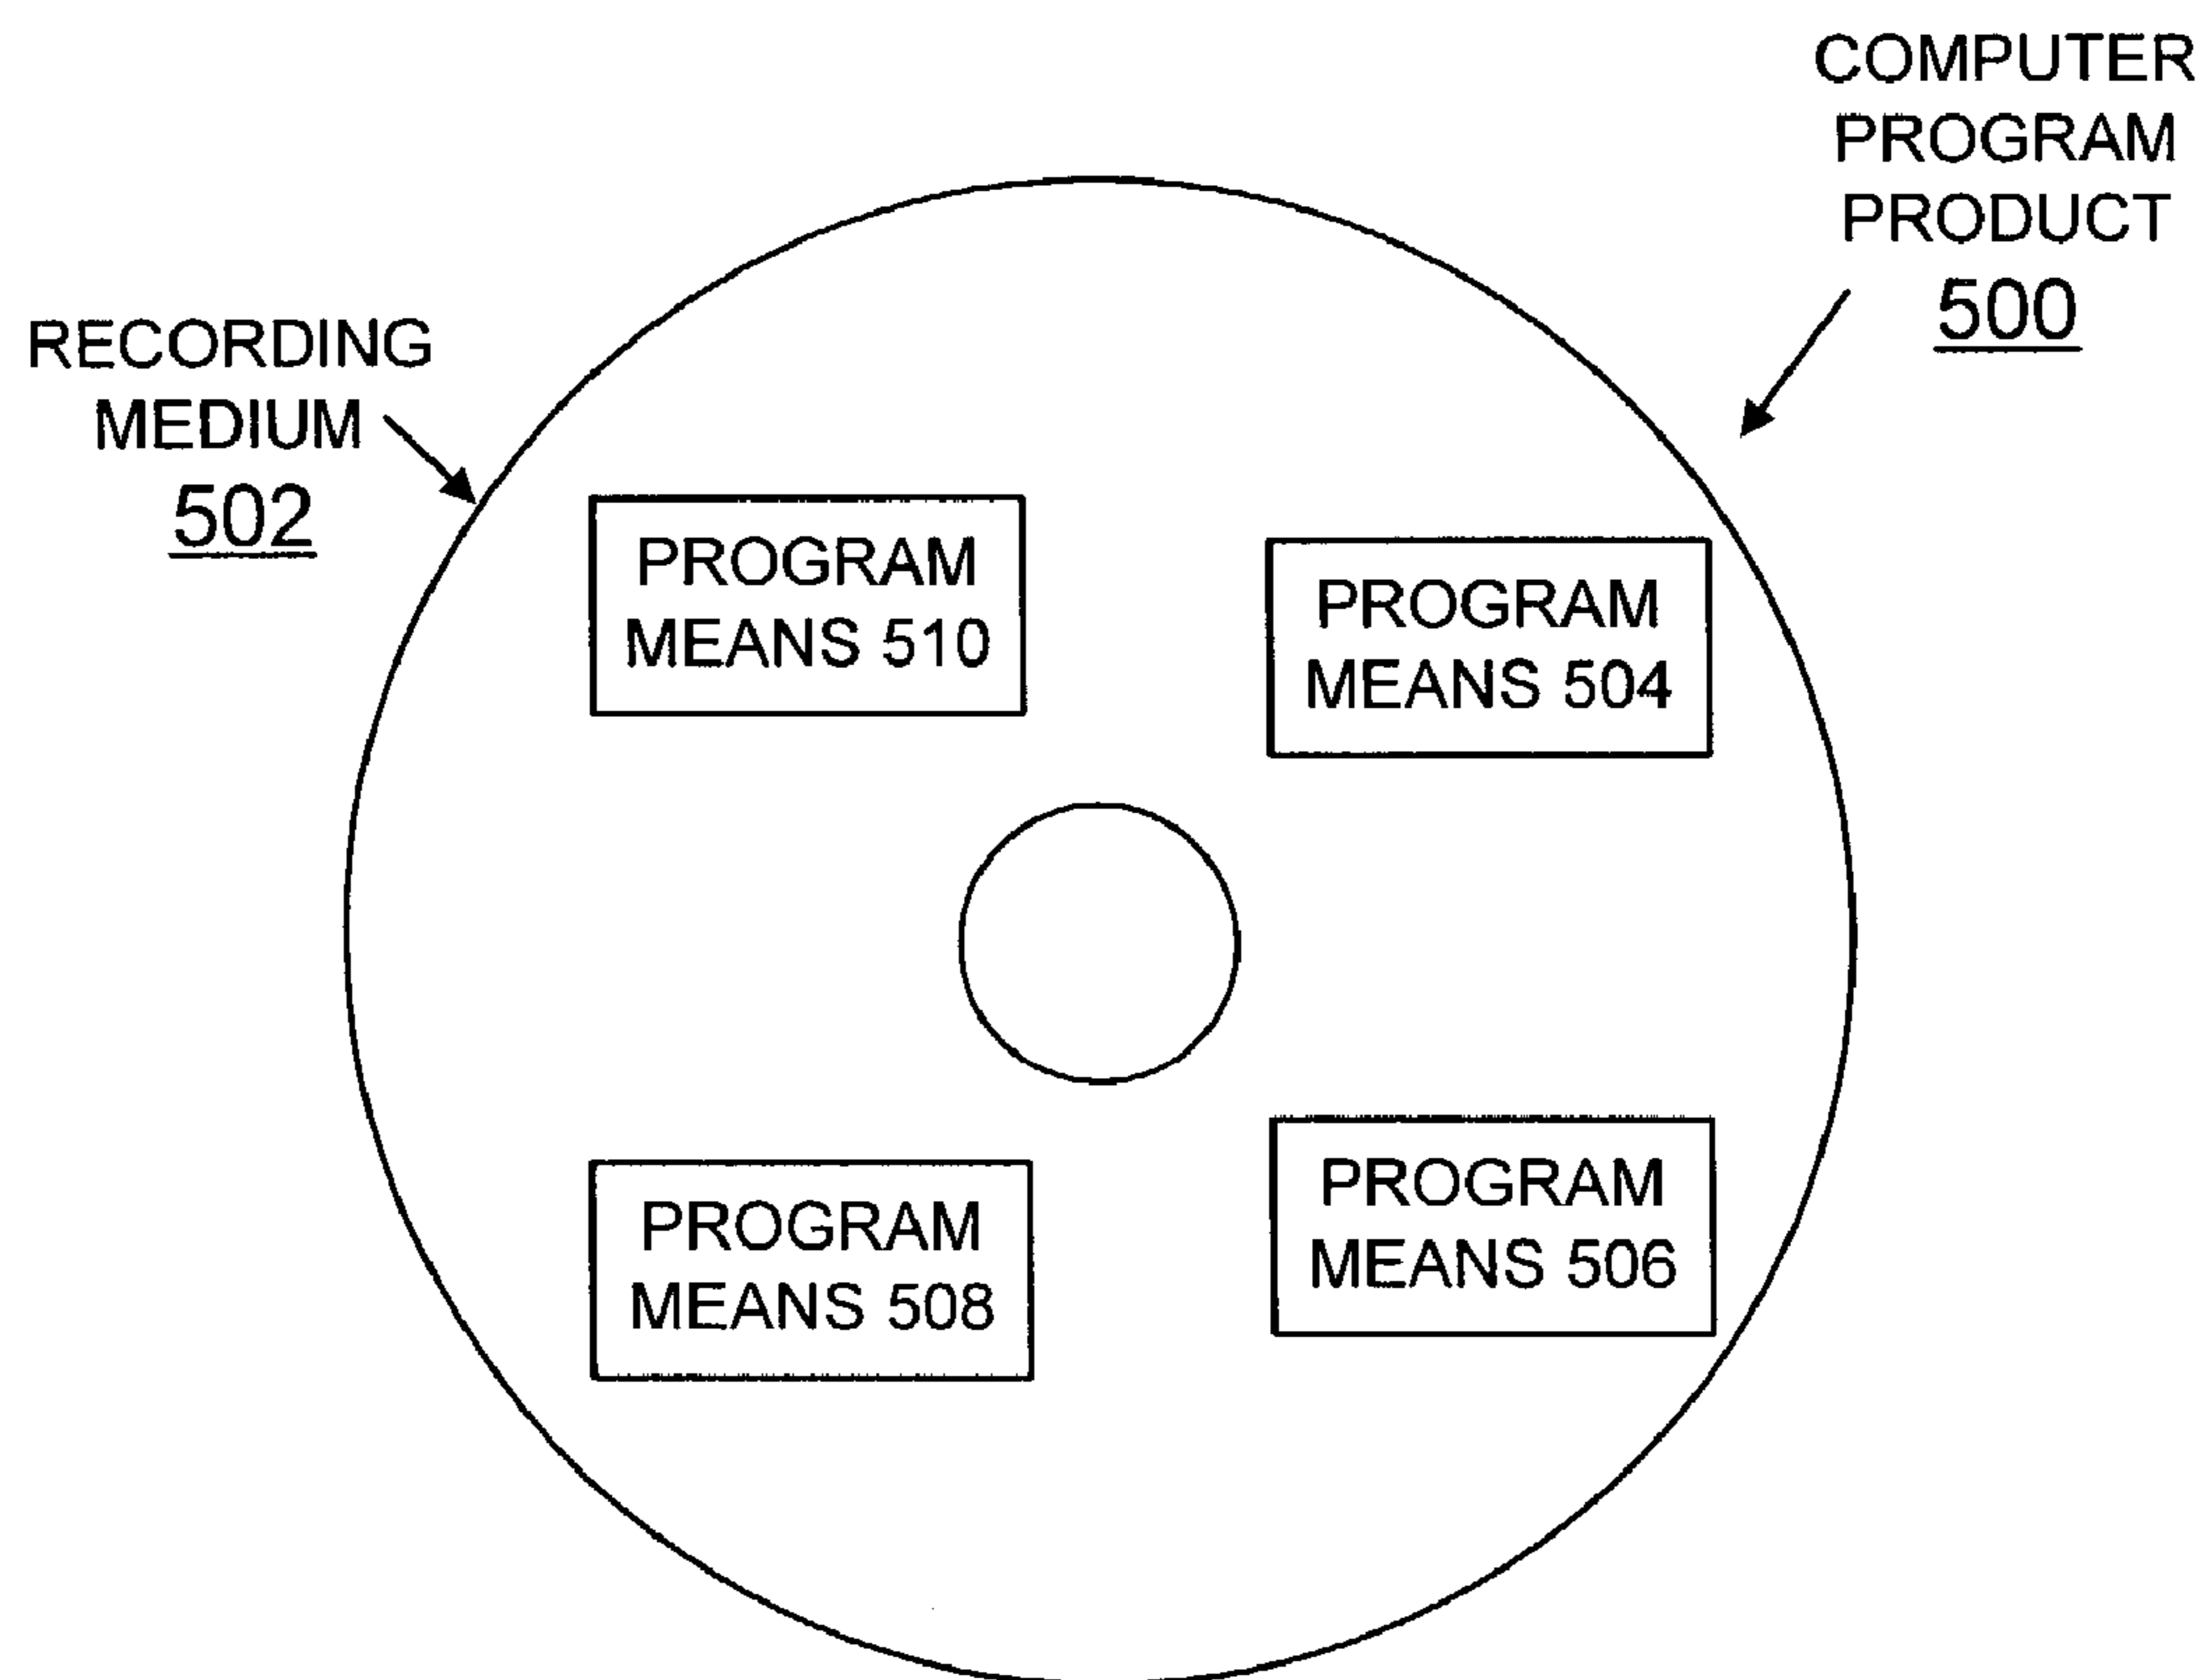 COMPUTER
PROGRAM
PRODUCT
500
RECORDING
MEDIUM
502
PROGRAM
MEANS 510
PROGRAM
MEANS 504
PROGRAM
MEANS 508
PROGRAM
MEANS 506